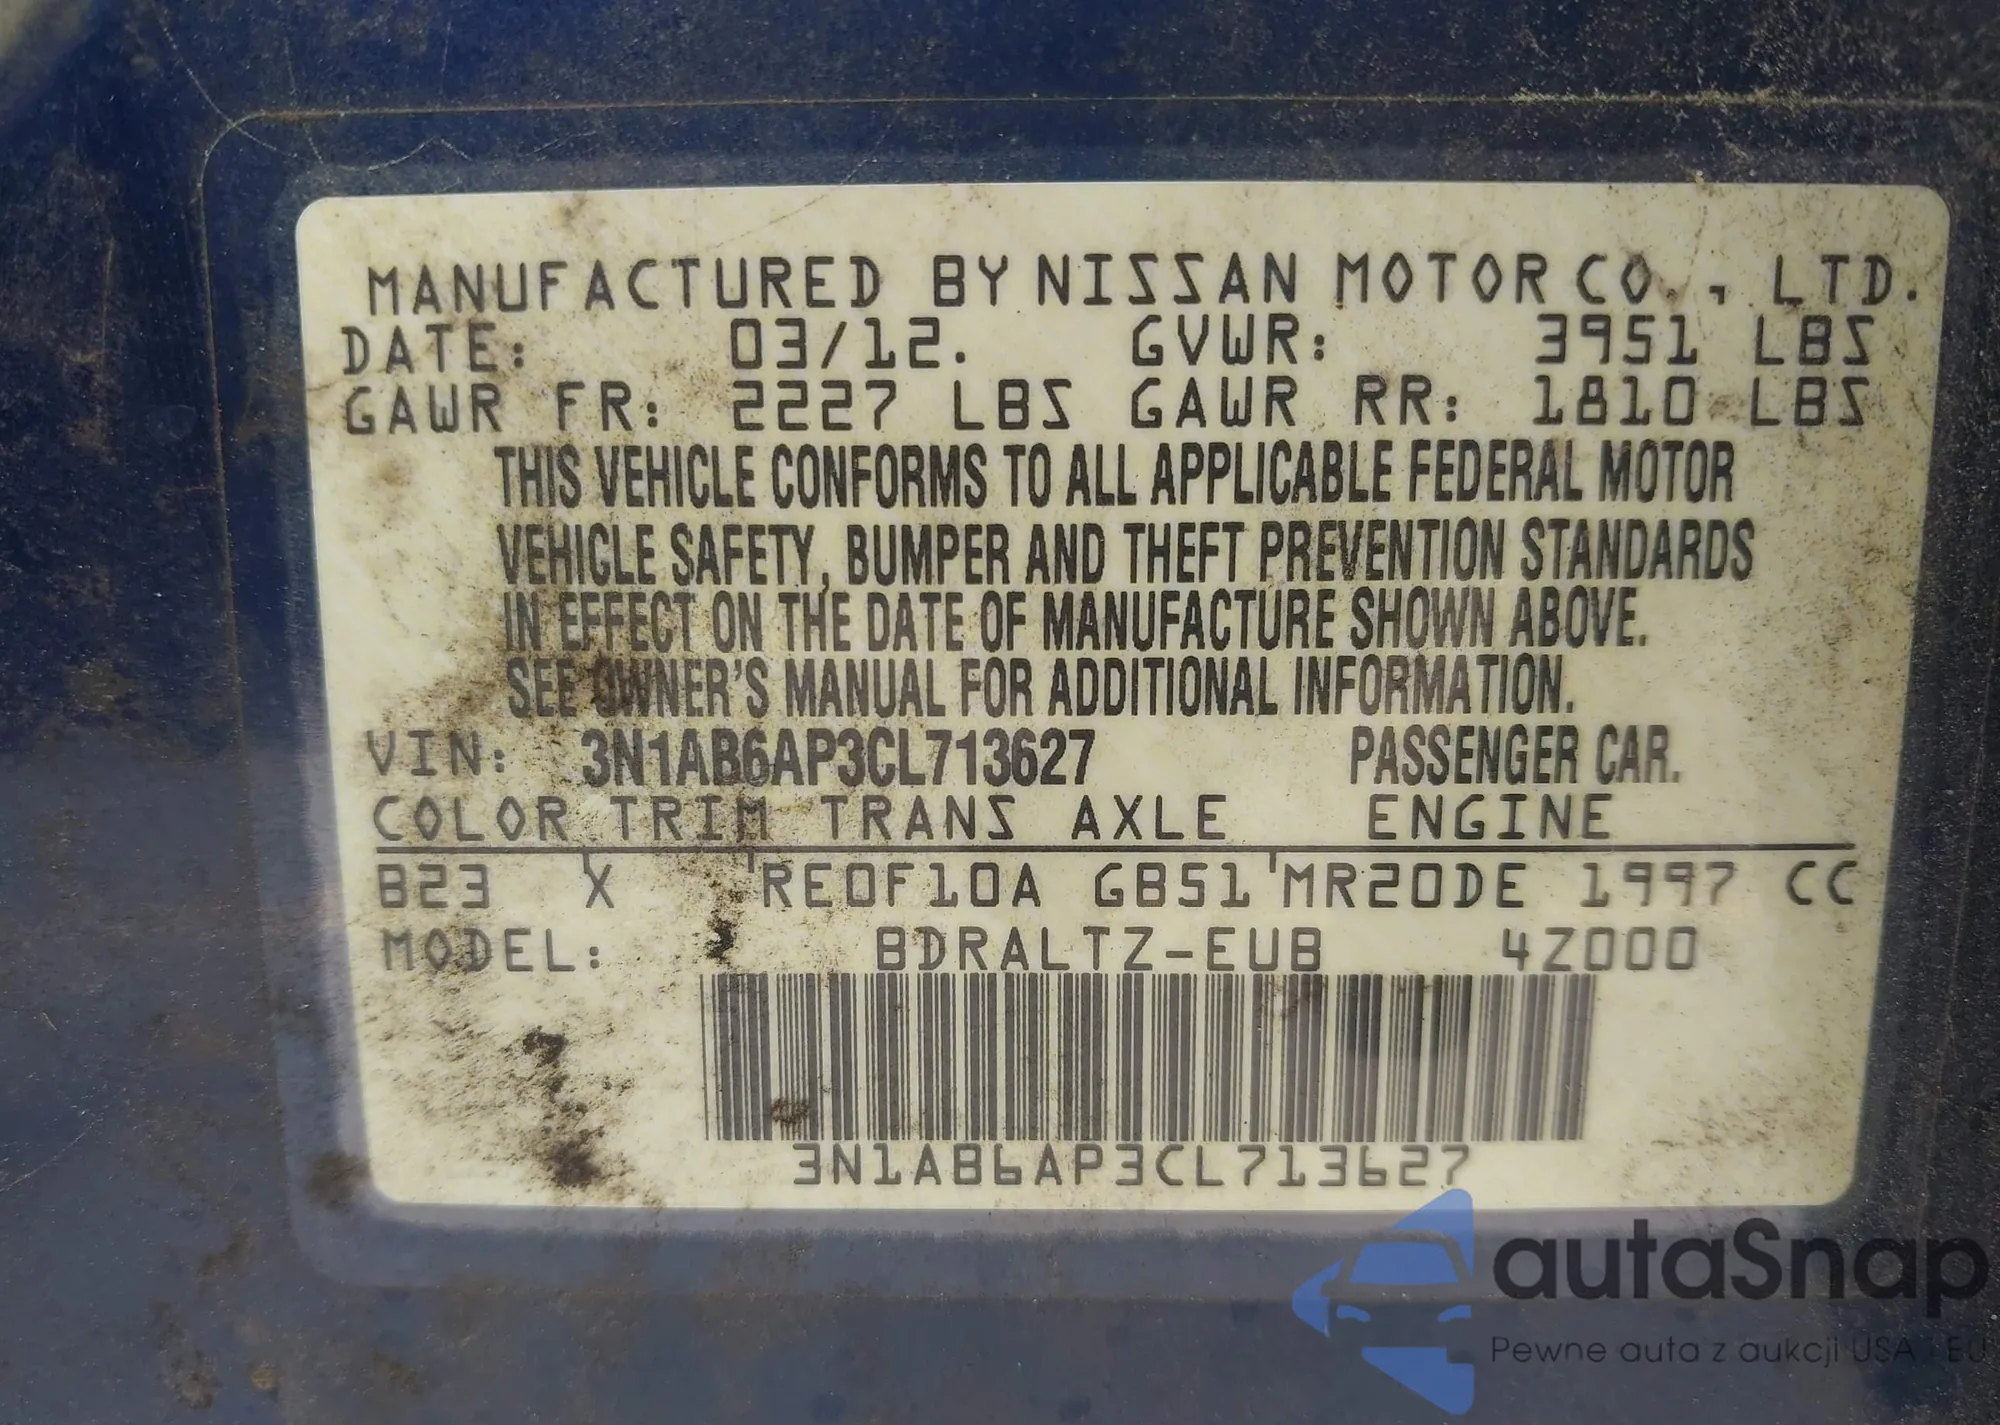 MANUFACTURED BY NISSAN MOTOR CO., LTD.
DATE: 03/12. GVWR: 3951 LBS
GAWR FR: 2227 LBS GAWR RR: 1810 LBS
THIS VEHICLE CONFORMS TO ALL APPLICABLE FEDERAL MOTOR
VEHICLE SAFETY, BUMPER AND THEFT PREVENTION STANDARDS
IN EFFECT ON THE DATE OF MANUFACTURE SHOWN ABOVE.
SEE OWNER'S MANUAL FOR ADDITIONAL INFORMATION.
VIN: 3N1AB6AP3CL713627 PASSENGER CAR.
COLOR TRIM TRANS AXLE ENGINE
B23 X RE0F10A GB51 MR20DE 1997 CC
MODEL: BDRALTZ-EUB 4Z000
3N1AB6AP3CL713627
autaSnap
Pewne auta z aukcji USA i EU